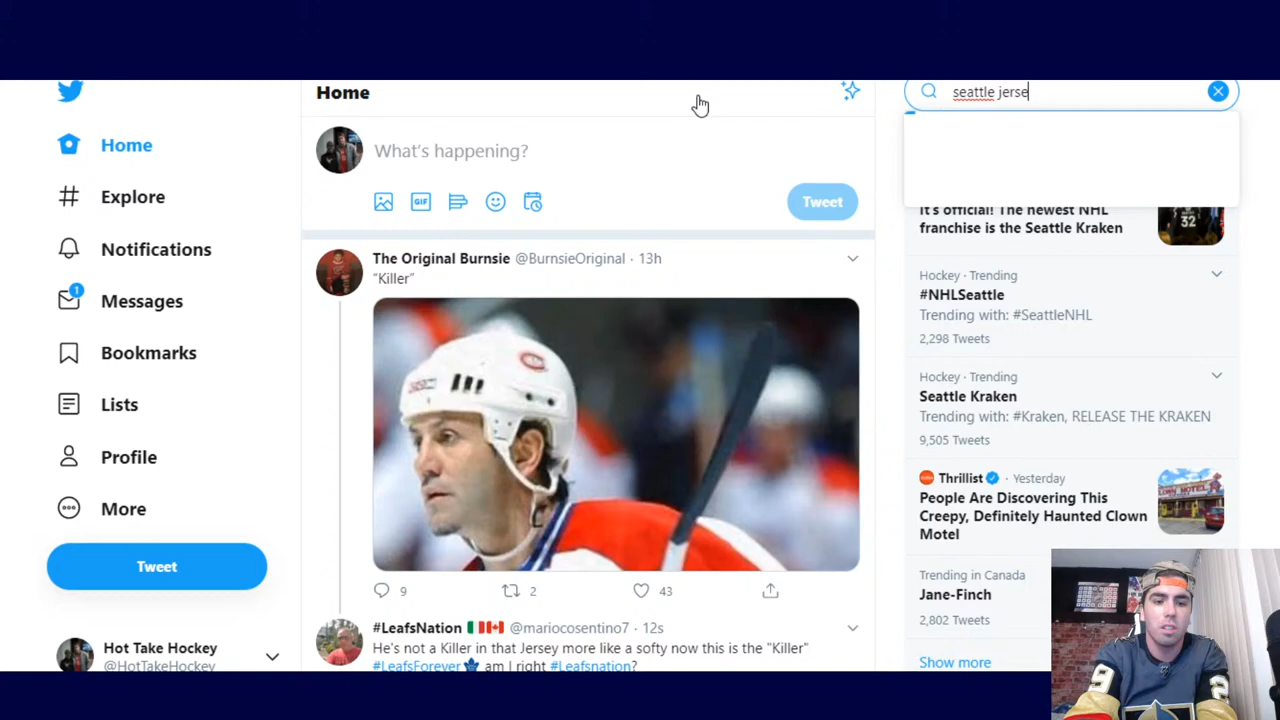 Home
seattle jerse
Home
Explore
Notifications
Messages
1
Bookmarks
Lists
Profile
More
Tweet
Hot Take Hockey
@HotTakeHockey
What's happening?
GIF
Tweet
The Original Burnsie @BurnsieOriginal · 13h
"Killer"
9
2
43
#LeafsNation @mariocosentino7 · 12s
He's not a Killer in that Jersey more like a softy now this is the "Killer"
#LeafsForever am I right #Leafsnation?
It's official! The newest NHL
franchise is the Seattle Kraken
32
Hockey · Trending
#NHLSeattle
Trending with: #SeattleNHL
2,298 Tweets
Hockey · Trending
Seattle Kraken
Trending with: #Kraken, RELEASE THE KRAKEN
9,505 Tweets
Thrillist · Yesterday
People Are Discovering This
Creepy, Definitely Haunted Clown
Motel
Trending in Canada
Jane-Finch
2,802 Tweets
Show more
9
2